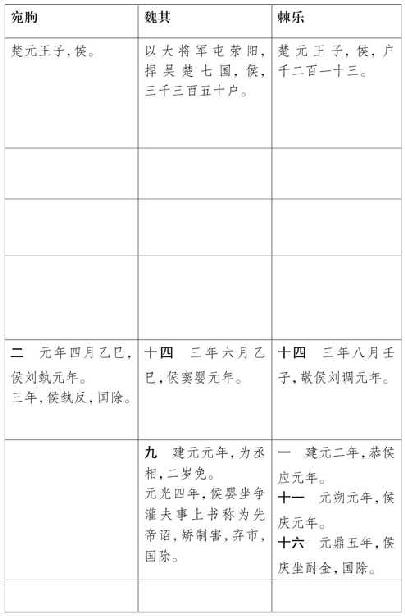 宛朐
魏其
棘乐
楚元王子，侯。
以大将军屯荥阳，
捍吴楚七国，侯，
三千三百五十户。
楚元王子，侯，户
千二百一十三。
二　元年四月乙巳，
侯刘埶元年。
三年，侯埶反，国除。
十四　三年六月乙
巳，侯窦婴元年。
十四　三年八月壬
子，敬侯刘调元年。
九　建元元年，为丞
相，二岁免。
元光四年，侯婴坐争
灌夫事上书称为先
帝诏，矫制害，弃市，
国除。
一　建元二年，恭侯
应元年。
十一　元朔元年，侯
庆元年。
十六　元鼎五年，侯
庆坐酎金，国除。